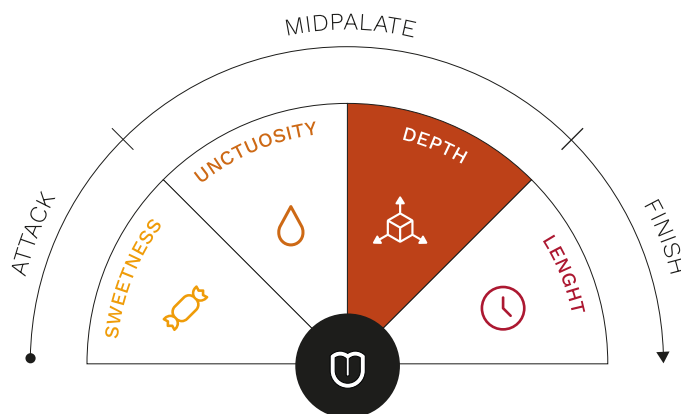 MIDPALATE
ATTACK
FINISH
SWEETNESS
UNCTUOSITY
DEPTH
LENGHT